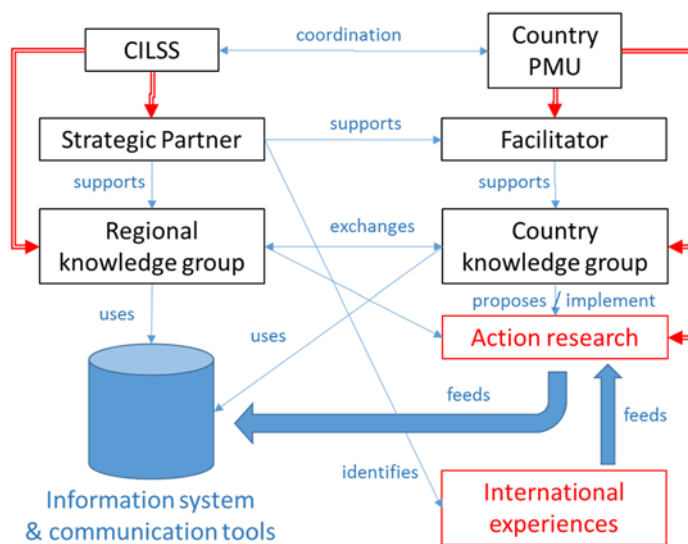 CILSS
coordination
Country
PMU
Strategic Partner
supports
Facilitator
supports
supports
Regional
knowledge group
exchanges
Country
knowledge group
uses
uses
proposes / implement
Action research
feeds
feeds
identifies
Information system
& communication tools
International
experiences